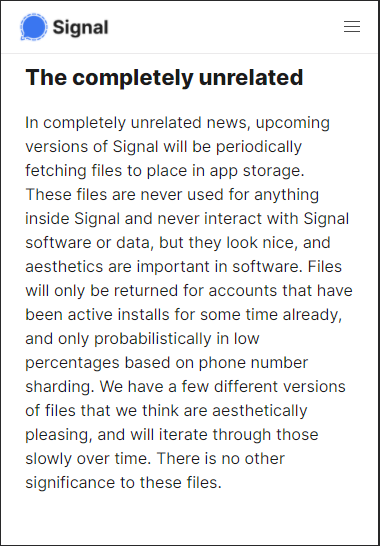 Signal
The completely unrelated
In completely unrelated news, upcoming
versions of Signal will be periodically
fetching files to place in app storage.
These files are never used for anything
inside Signal and never interact with Signal
software or data, but they look nice, and
aesthetics are important in software. Files
will only be returned for accounts that have
been active installs for some time already,
and only probabilistically in low
percentages based on phone number
sharding. We have a few different versions
of files that we think are aesthetically
pleasing, and will iterate through those
slowly over time. There is no other
significance to these files.